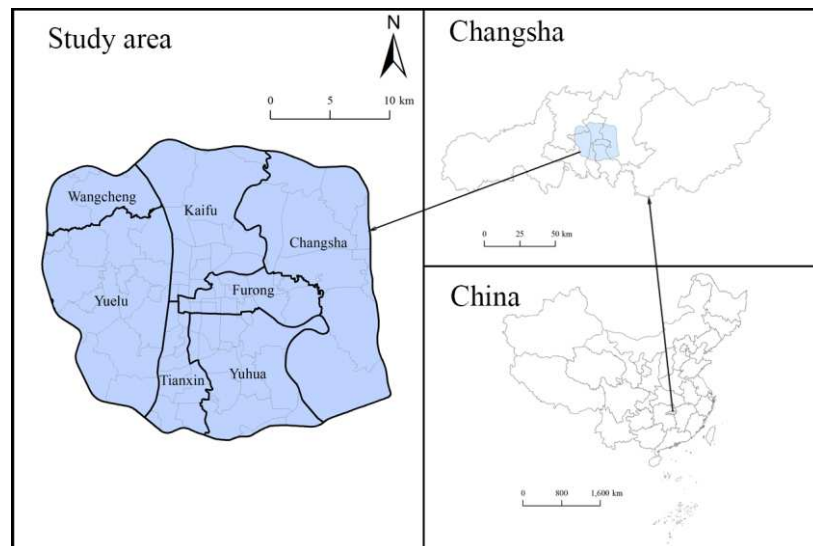 Study area
N
0 5 10 km
Wangcheng
Kaifu
Changsha
Yuelu
Furong
Tianxin
Yuhua
Changsha
0 25 50 km
China
0 800 1,600 km